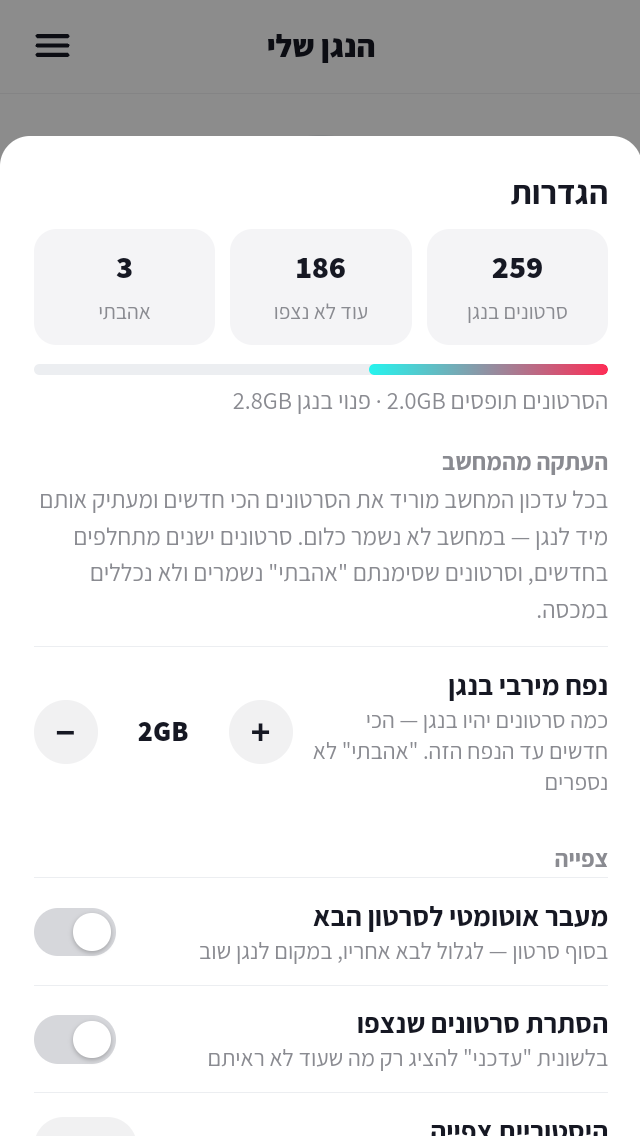 הנגן שלי
הגדרות
259
סרטונים בנגן
186
עוד לא נצפו
3
אהבתי
הסרטונים תופסים 2.0GB · פנוי בנגן 2.8GB
העתקה מהמחשב
בכל עדכון המחשב מוריד את הסרטונים הכי חדשים ומעתיק אותם
מיד לנגן — במחשב לא נשמר כלום. סרטונים ישנים מתחלפים
בחדשים, וסרטונים שסימנתם "אהבתי" נשמרים ולא נכללים
במכסה.
נפח מירבי בנגן
כמה סרטונים יהיו בנגן — הכי
חדשים עד הנפח הזה. "אהבתי" לא
נספרים
+
2GB
−
צפייה
מעבר אוטומטי לסרטון הבא
בסוף סרטון — לגלול לבא אחריו, במקום לנגן שוב
הסתרת סרטונים שנצפו
בלשונית "עדכני" להציג רק מה שעוד לא ראיתם
היסטוריית צפייה